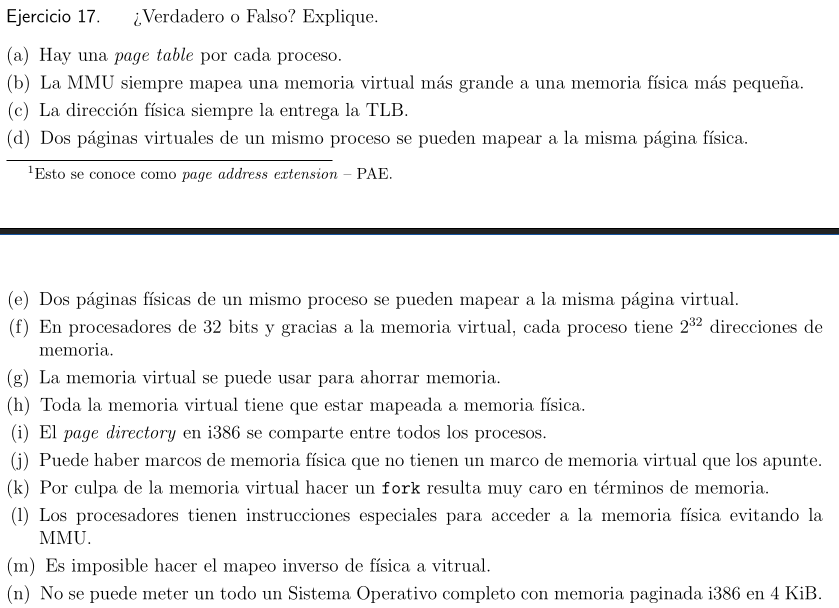 Ejercicio 17. ¿Verdadero o Falso? Explique.
(a) Hay una page table por cada proceso.
(b) La MMU siempre mapea una memoria virtual más grande a una memoria física más pequeña.
(c) La dirección física siempre la entrega la TLB.
(d) Dos páginas virtuales de un mismo proceso se pueden mapear a la misma página física.
¹Esto se conoce como page address extension – PAE.
(e) Dos páginas físicas de un mismo proceso se pueden mapear a la misma página virtual.
(f) En procesadores de 32 bits y gracias a la memoria virtual, cada proceso tiene 2³² direcciones de
memoria.
(g) La memoria virtual se puede usar para ahorrar memoria.
(h) Toda la memoria virtual tiene que estar mapeada a memoria física.
(i) El page directory en i386 se comparte entre todos los procesos.
(j) Puede haber marcos de memoria física que no tienen un marco de memoria virtual que los apunte.
(k) Por culpa de la memoria virtual hacer un fork resulta muy caro en términos de memoria.
(l) Los procesadores tienen instrucciones especiales para acceder a la memoria física evitando la
MMU.
(m) Es imposible hacer el mapeo inverso de física a vitrual.
(n) No se puede meter un todo un Sistema Operativo completo con memoria paginada i386 en 4 KiB.